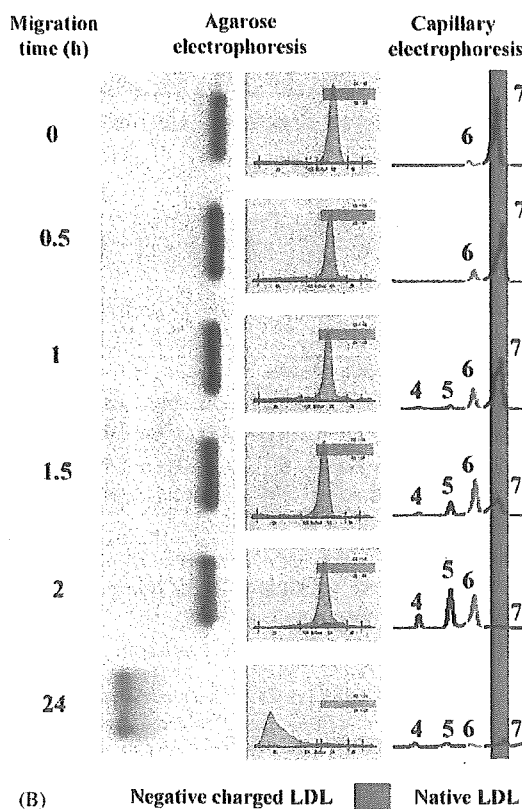 Migration time (h)
Agarose electrophoresis
Capillary electrophoresis
0
6
7
0.5
6
7
1
4 5 6 7
1.5
4 5 6 7
2
4 5 6 7
24
4 5 6 7
(B) Negative charged LDL Native LDL